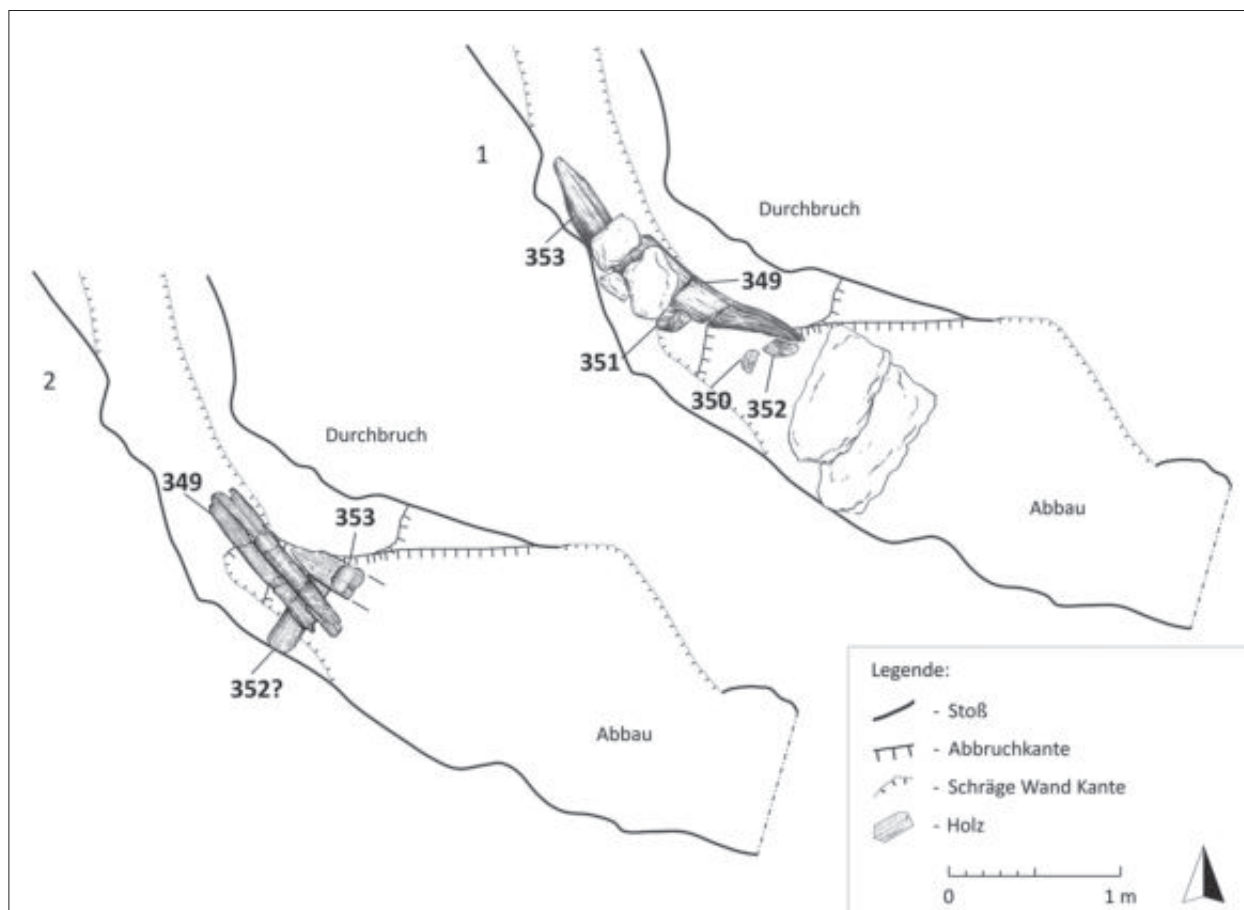 1
Durchbruch
353
349
351
350
352
Abbau
2
Durchbruch
349
353
352?
Abbau
Legende:
- Stoß
- Abbruchkante
- Schräge Wand Kante
- Holz
0 1 m